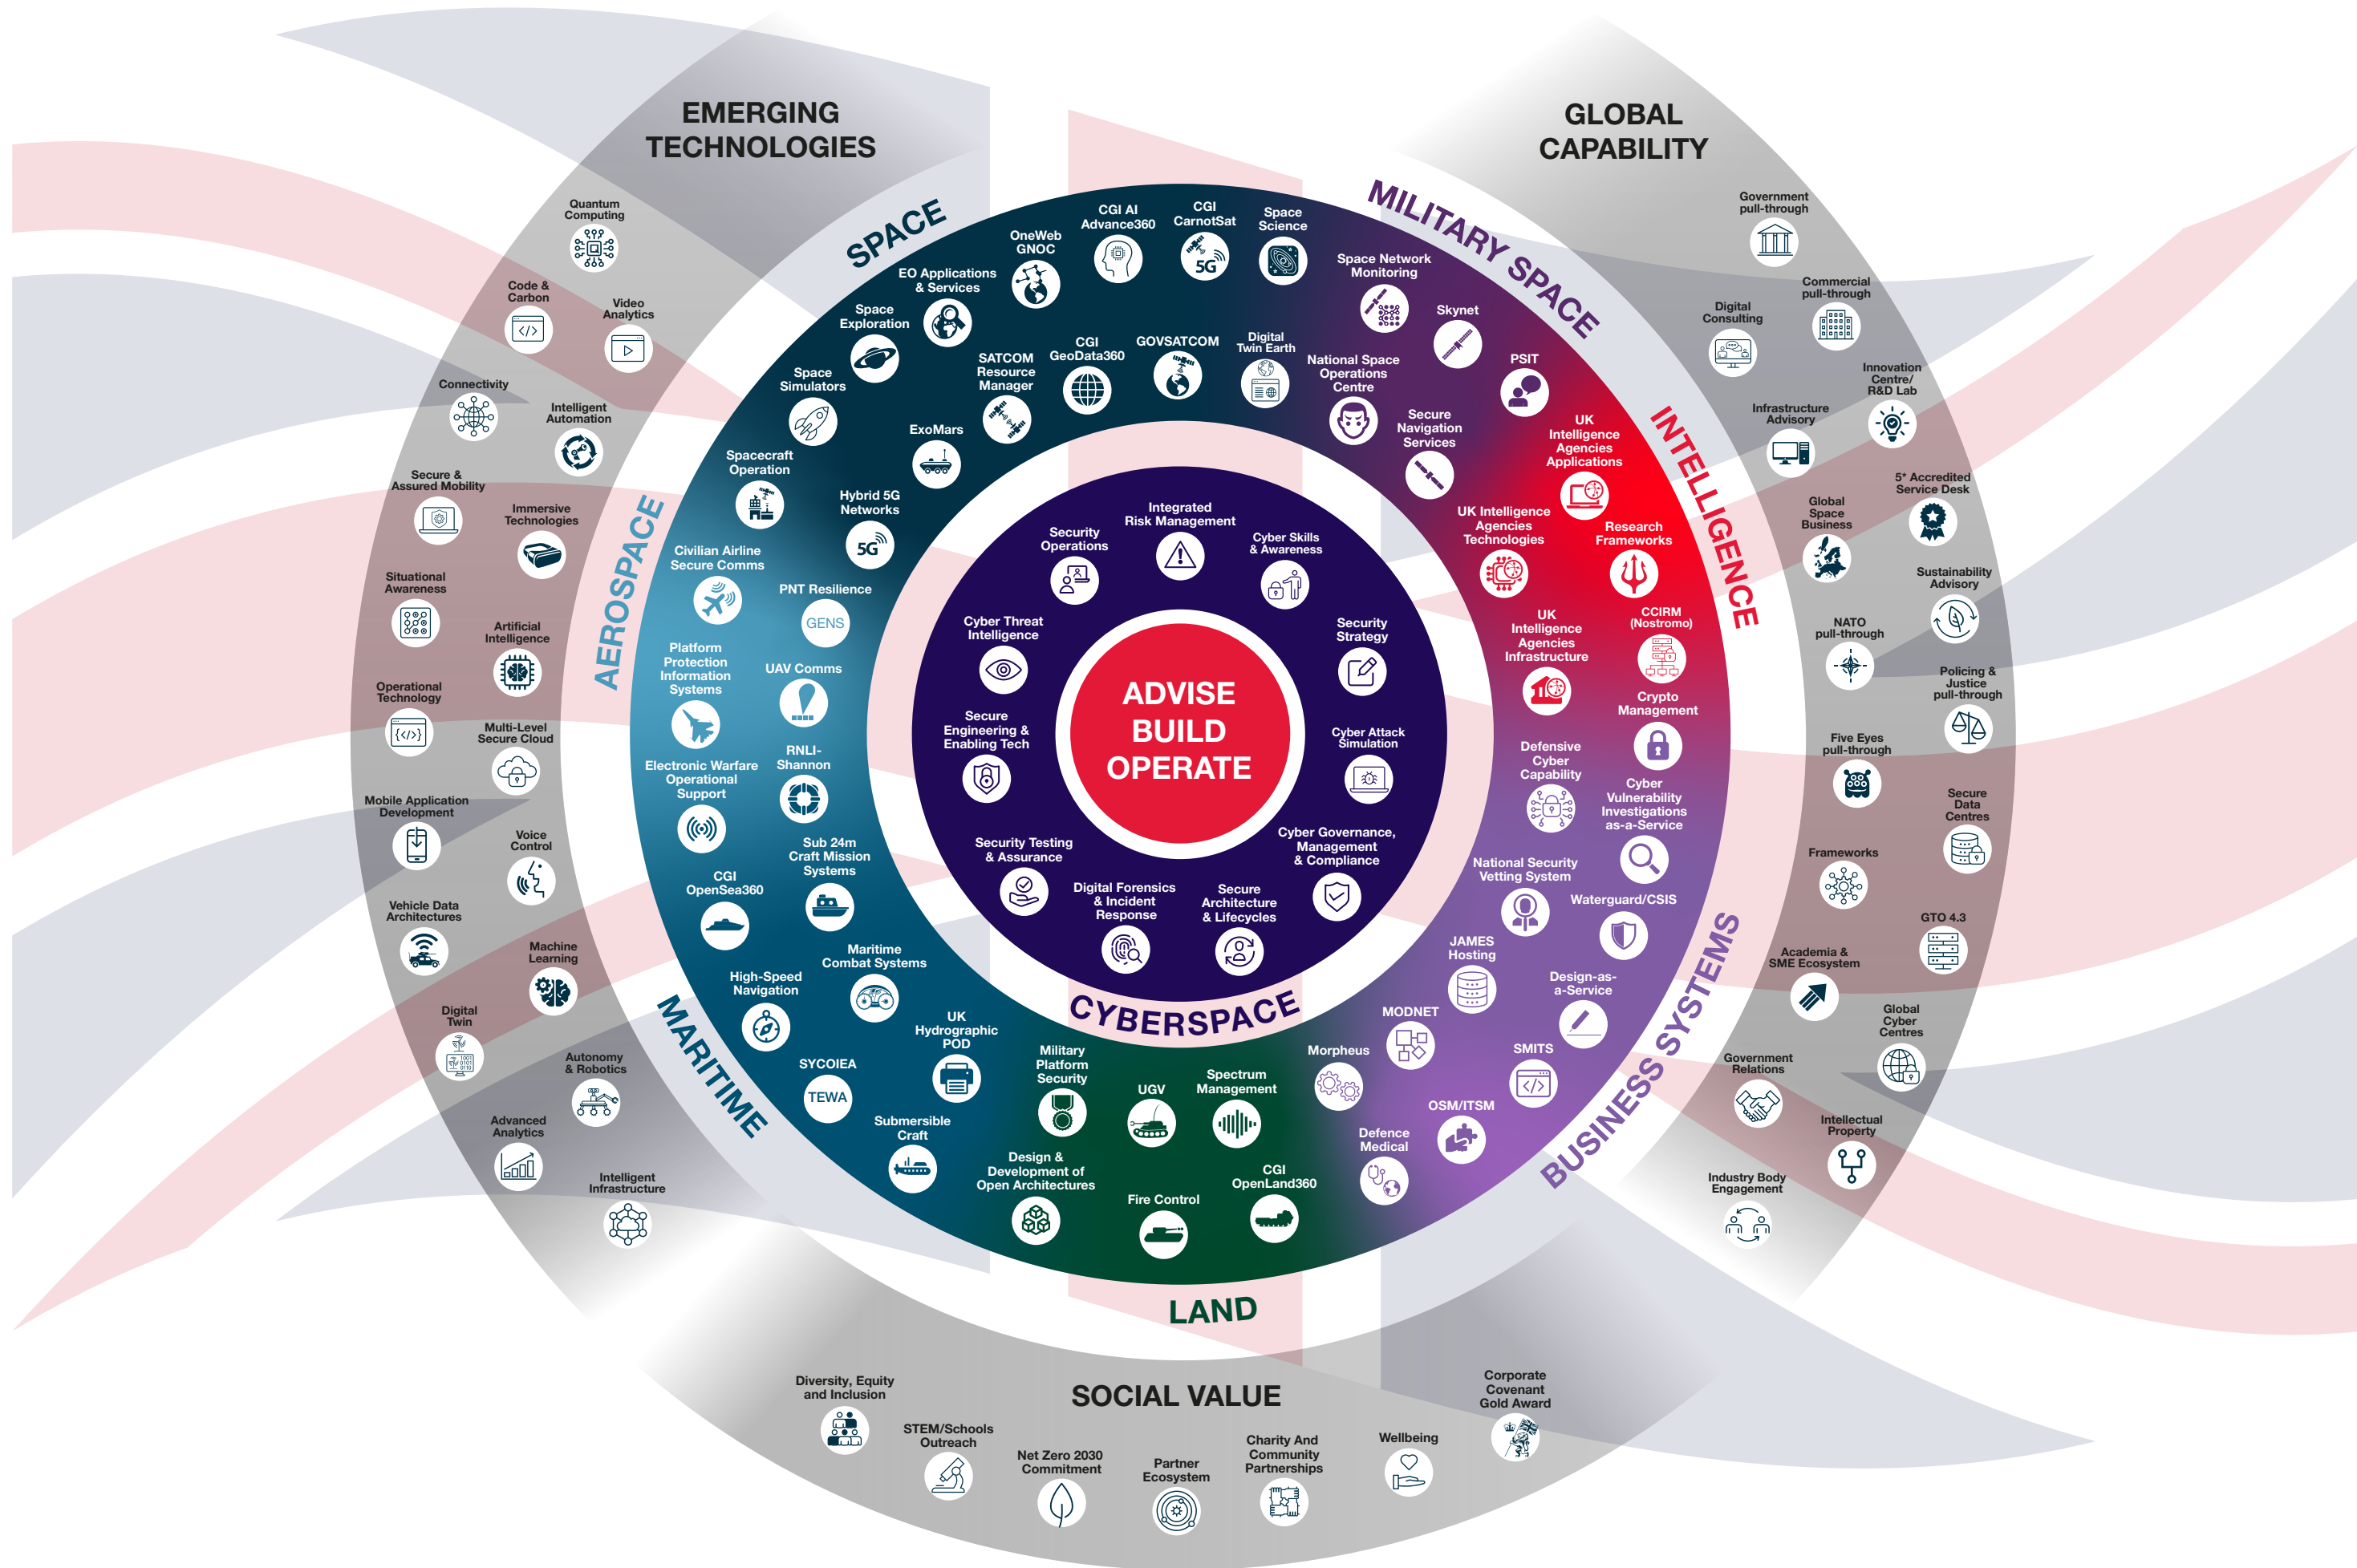 EMERGING
TECHNOLOGIES
Quantum
Computing
Code &
Carbon
Video
Analytics
Connectivity
Intelligent
Automation
Secure &
Assured Mobility
Immersive
Technologies
Situational
Awareness
Artificial
Intelligence
Operational
Technology
Multi-Level
Secure Cloud
Mobile Application
Development
Voice
Control
Vehicle Data
Architectures
Machine
Learning
Digital
Twin
Autonomy
& Robotics
Advanced
Analytics
Intelligent
Infrastructure
SPACE
CGI AI
Advance360
CGI
CarnotSat
5G
Space
Science
OneWeb
GNOC
EO Applications
& Services
Space
Exploration
Space
Simulators
Spacecraft
Operation
SATCOM
Resource
Manager
CGI
GeoData360
GOVSATCOM
Digital
Twin Earth
ExoMars
Hybrid 5G
Networks
5G
MILITARY SPACE
Space Network
Monitoring
Skynet
PSIT
National Space
Operations
Centre
Secure
Navigation
Services
INTELLIGENCE
UK
Intelligence
Agencies
Applications
UK Intelligence
Agencies
Technologies
Research
Frameworks
UK
Intelligence
Agencies
Infrastructure
CCIRM
(Nostromo)
Crypto
Management
AEROSPACE
Civilian Airline
Secure Comms
PNT Resilience
GENS
Platform
Protection
Information
Systems
UAV Comms
Electronic Warfare
Operational
Support
RNLI-
Shannon
MARITIME
Sub 24m
Craft Mission
Systems
CGI
OpenSea360
Maritime
Combat Systems
High-Speed
Navigation
UK
Hydrographic
POD
SYCOIEA
TEWA
Submersible
Craft
LAND
Military
Platform
Security
UGV
Spectrum
Management
Design &
Development of
Open Architectures
Fire Control
CGI
OpenLand360
BUSINESS SYSTEMS
Defensive
Cyber
Capability
Cyber
Vulnerability
Investigations
as-a-Service
National Security
Vetting System
Waterguard/CSIS
JAMES
Hosting
Design-as-
a-Service
MODNET
Morpheus
SMITS
OSM/ITSM
Defence
Medical
CYBERSPACE
Integrated
Risk Management
Security
Operations
Cyber Skills
& Awareness
Cyber Threat
Intelligence
Security
Strategy
Secure
Engineering &
Enabling Tech
Cyber Attack
Simulation
Security Testing
& Assurance
Cyber Governance,
Management
& Compliance
Digital Forensics
& Incident
Response
Secure
Architecture
& Lifecycles
ADVISE
BUILD
OPERATE
GLOBAL
CAPABILITY
Government
pull-through
Commercial
pull-through
Digital
Consulting
Innovation
Centre/
R&D Lab
Infrastructure
Advisory
5* Accredited
Service Desk
Global
Space
Business
Sustainability
Advisory
NATO
pull-through
Policing &
Justice
pull-through
Five Eyes
pull-through
Secure
Data
Centres
Frameworks
GTO 4.3
Academia &
SME Ecosystem
Global
Cyber
Centres
Government
Relations
Intellectual
Property
Industry Body
Engagement
SOCIAL VALUE
Diversity, Equity
and Inclusion
STEM/Schools
Outreach
Net Zero 2030
Commitment
Partner
Ecosystem
Charity And
Community
Partnerships
Wellbeing
Corporate
Covenant
Gold Award